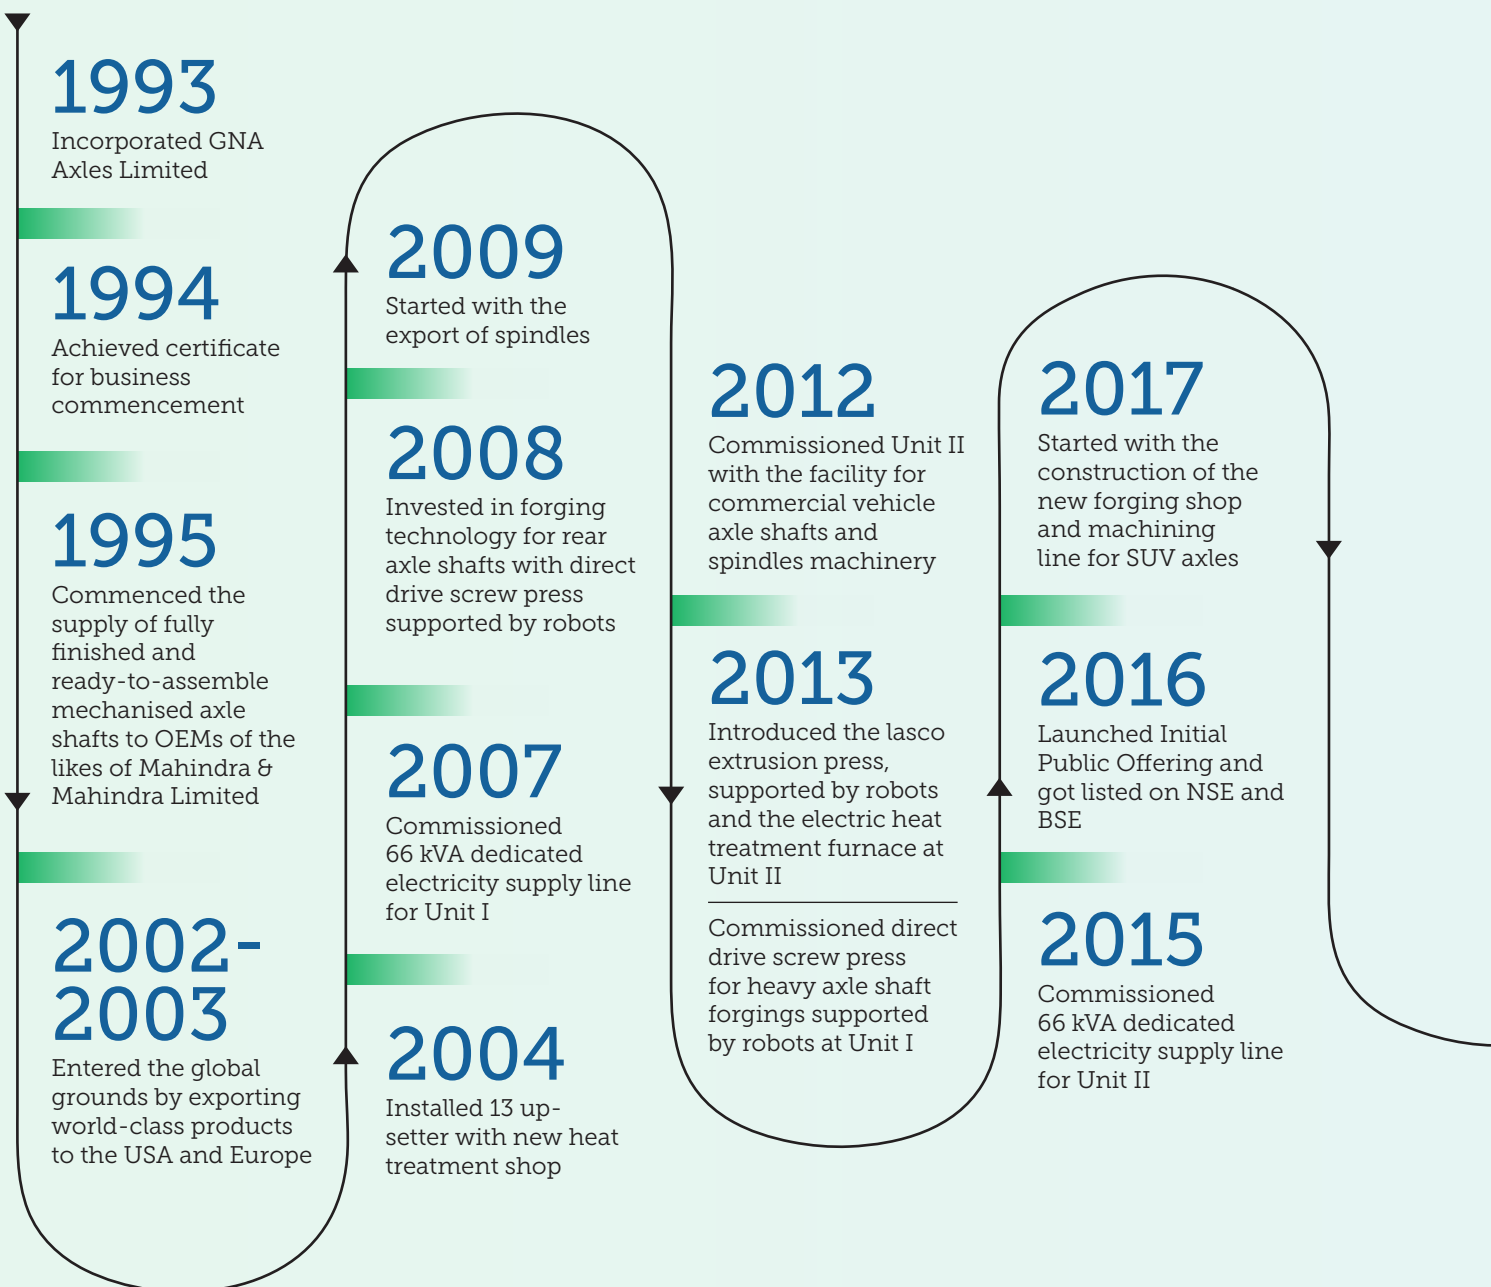 1993
Incorporated GNA
Axles Limited
1994
Achieved certificate
for business
commencement
1995
Commenced the
supply of fully
finished and
ready-to-assemble
mechanised axle
shafts to OEMs of the
likes of Mahindra &
Mahindra Limited
2002-
2003
Entered the global
grounds by exporting
world-class products
to the USA and Europe
2004
Installed 13 up-
setter with new heat
treatment shop
2007
Commissioned
66 kVA dedicated
electricity supply line
for Unit I
2008
Invested in forging
technology for rear
axle shafts with direct
drive screw press
supported by robots
2009
Started with the
export of spindles
2012
Commissioned Unit II
with the facility for
commercial vehicle
axle shafts and
spindles machinery
2013
Introduced the lasco
extrusion press,
supported by robots
and the electric heat
treatment furnace at
Unit II
Commissioned direct
drive screw press
for heavy axle shaft
forgings supported
by robots at Unit I
2015
Commissioned
66 kVA dedicated
electricity supply line
for Unit II
2016
Launched Initial
Public Offering and
got listed on NSE and
BSE
2017
Started with the
construction of the
new forging shop
and machining
line for SUV axles